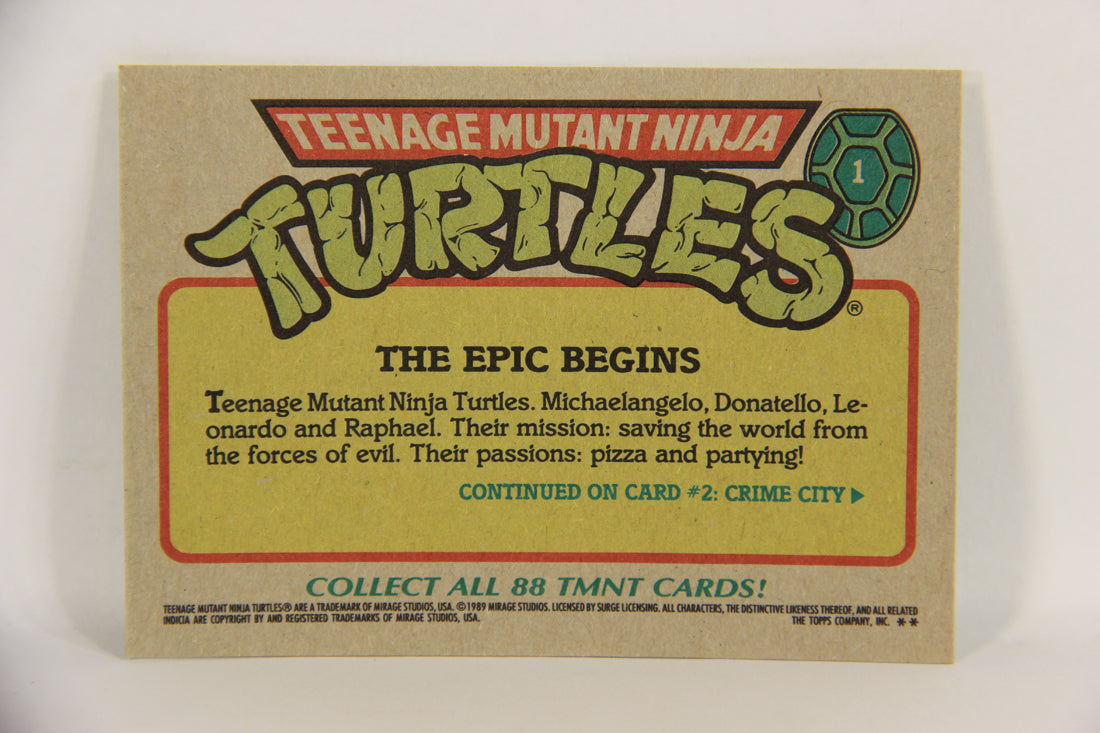 TEENAGE MUTANT NINJA
TURTLES®
1
THE EPIC BEGINS
Teenage Mutant Ninja Turtles. Michaelangelo, Donatello, Le-
onardo and Raphael. Their mission: saving the world from
the forces of evil. Their passions: pizza and partying!
CONTINUED ON CARD #2: CRIME CITY ▶
COLLECT ALL 88 TMNT CARDS!
TEENAGE MUTANT NINJA TURTLES® ARE A TRADEMARK OF MIRAGE STUDIOS, USA. ©1989 MIRAGE STUDIOS. LICENSED BY SURGE LICENSING. ALL CHARACTERS, THE DISTINCTIVE LIKENESS THEREOF, AND ALL RELATED
INDICIA ARE COPYRIGHT BY AND REGISTERED TRADEMARKS OF MIRAGE STUDIOS, USA. THE TOPPS COMPANY, INC. **